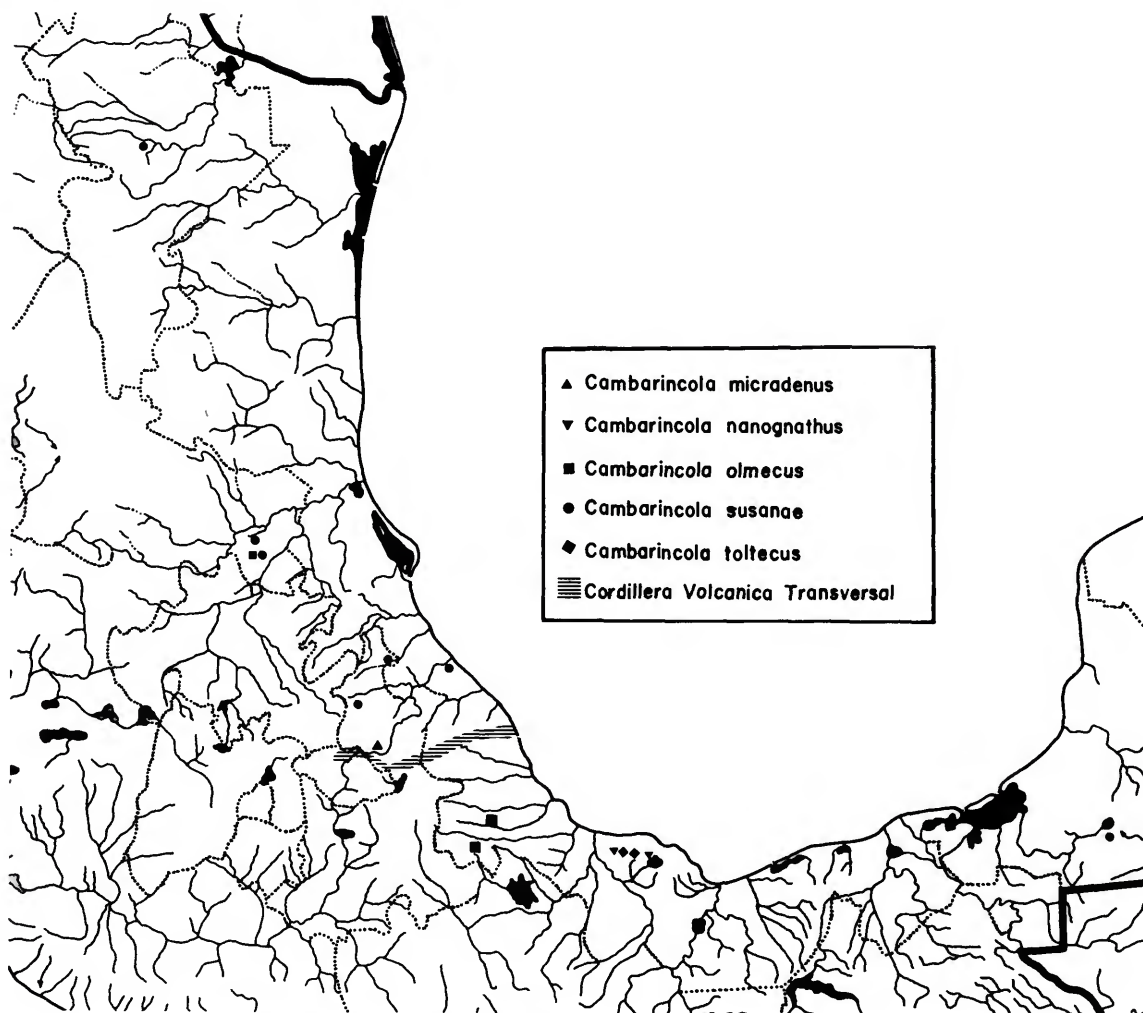 Cambarincola micradenus
Cambarincola nanognathus
Cambarincola olmecus
Cambarincola susanae
Cambarincola toltecus
Cordillera Volcanica Transversal